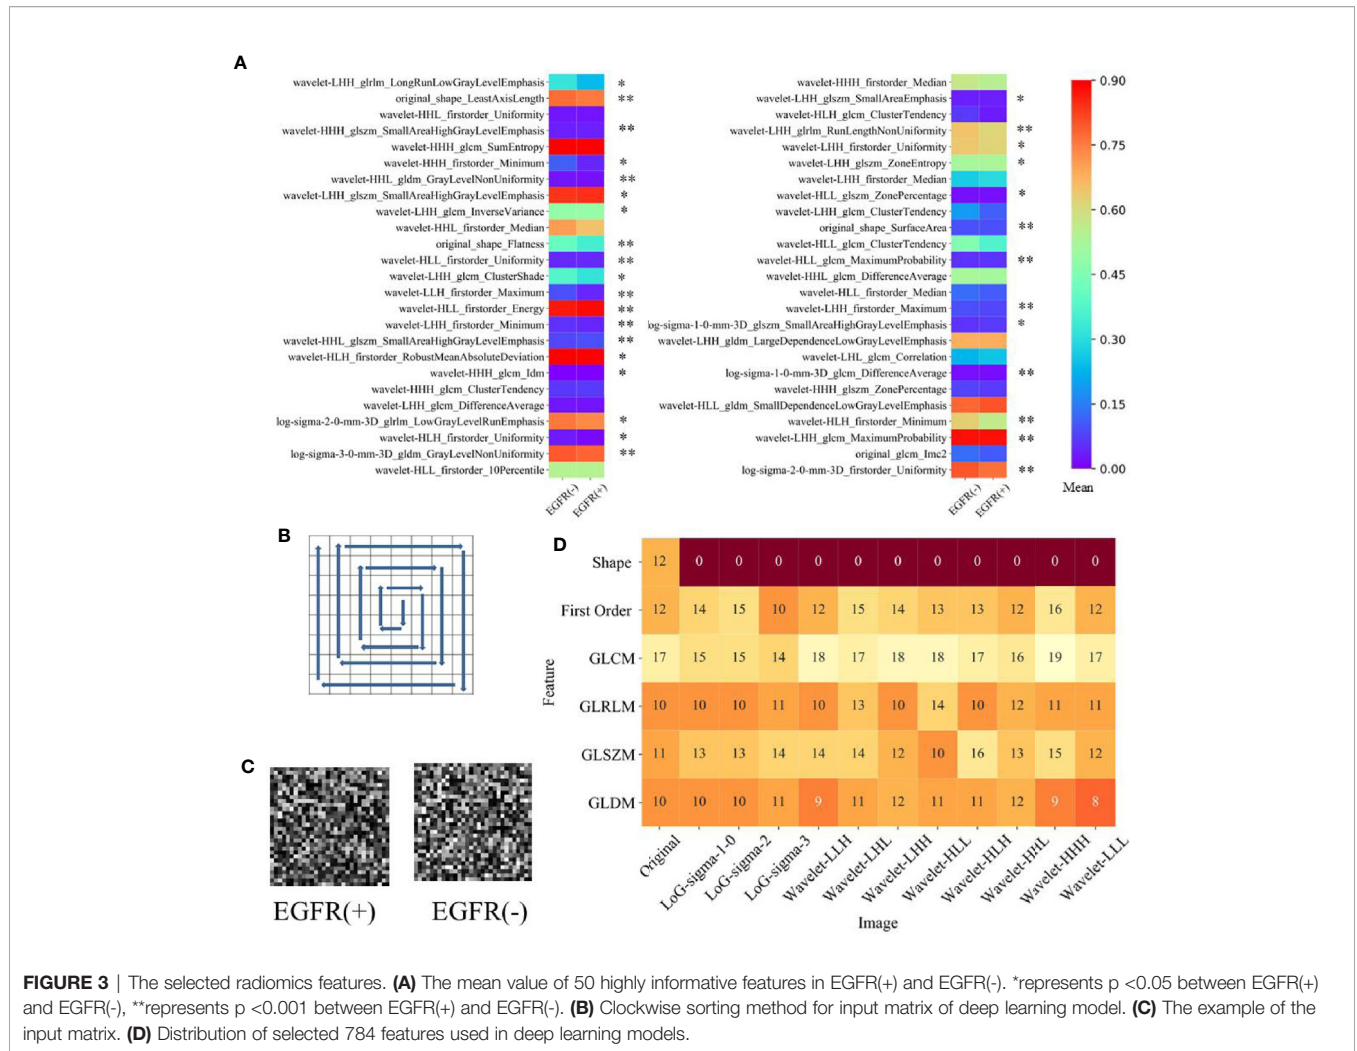 A
wavelet-LHH_glrlm_LongRunLowGrayLevelEmphasis *
original_shape_LeastAxisLength **
wavelet-HHL_firstorder_Uniformity
wavelet-HHH_glszm_SmallAreaHighGrayLevelEmphasis **
wavelet-HHH_glcm_SumEntropy
wavelet-HHH_firstorder_Minimum *
wavelet-HHL_gldm_GrayLevelNonUniformity **
wavelet-LHH_glszm_SmallAreaHighGrayLevelEmphasis *
wavelet-LHH_glcm_InverseVariance *
wavelet-HHL_firstorder_Median
original_shape_Flatness **
wavelet-HLL_firstorder_Uniformity **
wavelet-LHH_glcm_ClusterShade *
wavelet-LLH_firstorder_Maximum **
wavelet-HLL_firstorder_Energy **
wavelet-LHH_firstorder_Minimum **
wavelet-HHL_glszm_SmallAreaHighGrayLevelEmphasis **
wavelet-HLH_firstorder_RobustMeanAbsoluteDeviation *
wavelet-HHH_glcm_Idm *
wavelet-HHH_glcm_ClusterTendency
wavelet-LHH_glcm_DifferenceAverage
log-sigma-2-0-mm-3D_glrlm_LowGrayLevelRunEmphasis *
wavelet-HLH_firstorder_Uniformity *
log-sigma-3-0-mm-3D_gldm_GrayLevelNonUniformity **
wavelet-HLL_firstorder_10Percentile
EGFR(-) EGFR(+)
wavelet-HHH_firstorder_Median
wavelet-LHH_glszm_SmallAreaEmphasis *
wavelet-HLH_glcm_ClusterTendency
wavelet-LHH_glrlm_RunLengthNonUniformity **
wavelet-LHH_firstorder_Uniformity *
wavelet-LHH_glszm_ZoneEntropy *
wavelet-LHH_firstorder_Median
wavelet-HLL_glszm_ZonePercentage *
wavelet-LHH_glcm_ClusterTendency
original_shape_SurfaceArea **
wavelet-HLL_glcm_ClusterTendency
wavelet-HLL_glcm_MaximumProbability **
wavelet-HHL_glcm_DifferenceAverage
wavelet-HLL_firstorder_Median
wavelet-LHH_firstorder_Maximum **
log-sigma-1-0-mm-3D_glszm_SmallAreaHighGrayLevelEmphasis *
wavelet-LHH_gldm_LargeDependenceLowGrayLevelEmphasis
wavelet-LHL_glcm_Correlation
log-sigma-1-0-mm-3D_glcm_DifferenceAverage **
wavelet-HHH_glszm_ZonePercentage
wavelet-HLL_gldm_SmallDependenceLowGrayLevelEmphasis
wavelet-HLH_firstorder_Minimum **
wavelet-LHH_glcm_MaximumProbability **
original_glcm_Imc2
log-sigma-2-0-mm-3D_firstorder_Uniformity **
EGFR(-) EGFR(+)
0.90
0.75
0.60
0.45
0.30
0.15
0.00
Mean
B
C
EGFR(+) EGFR(-)
D
Feature
Shape 12 0 0 0 0 0 0 0 0 0 0 0
First Order 12 14 15 10 12 15 14 13 13 12 16 12
GLCM 17 15 15 14 18 17 18 18 17 16 19 17
GLRLM 10 10 10 11 10 13 10 14 10 12 11 11
GLSZM 11 13 13 14 14 14 12 10 16 13 15 12
GLDM 10 10 10 11 9 11 12 11 11 12 9 8
Original LoG-sigma-1-0 LoG-sigma-2 LoG-sigma-3 Wavelet-LLH Wavelet-LHL Wavelet-LHH Wavelet-HLL Wavelet-HLH Wavelet-HHL Wavelet-HHH Wavelet-LLL
Image
FIGURE 3 | The selected radiomics features. (A) The mean value of 50 highly informative features in EGFR(+) and EGFR(-). *represents p <0.05 between EGFR(+)
and EGFR(-), **represents p <0.001 between EGFR(+) and EGFR(-). (B) Clockwise sorting method for input matrix of deep learning model. (C) The example of the
input matrix. (D) Distribution of selected 784 features used in deep learning models.